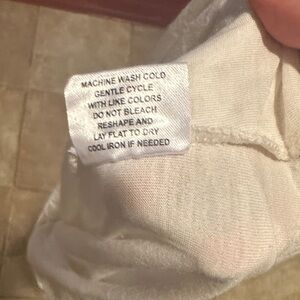 MACHINE WASH COLD
GENTLE CYCLE
WITH LIKE COLORS
DO NOT BLEACH
RESHAPE AND
LAY FLAT TO DRY
COOL IRON IF NEEDED